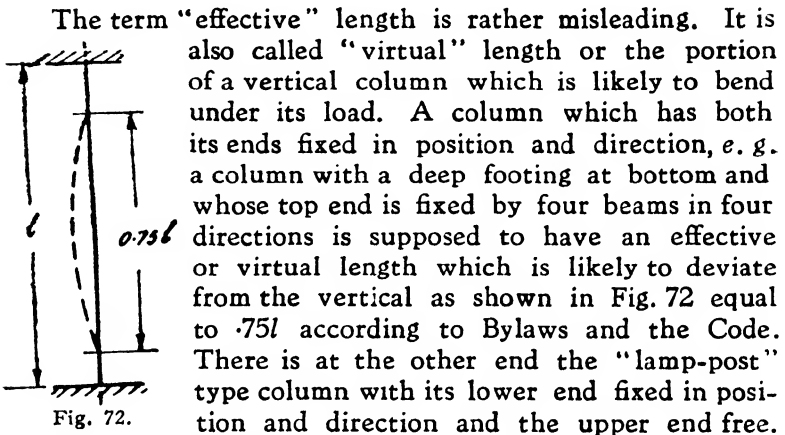 The term “effective” length is rather misleading. It is
also called “virtual” length or the portion
of a vertical column which is likely to bend
under its load. A column which has both
its ends fixed in position and direction, e. g.
a column with a deep footing at bottom and
whose top end is fixed by four beams in four
directions is supposed to have an effective
or virtual length which is likely to deviate
from the vertical as shown in Fig. 72 equal
to ·75l according to Bylaws and the Code.
There is at the other end the “lamp-post”
type column with its lower end fixed in posi-
tion and direction and the upper end free.
l
0.75l
Fig. 72.